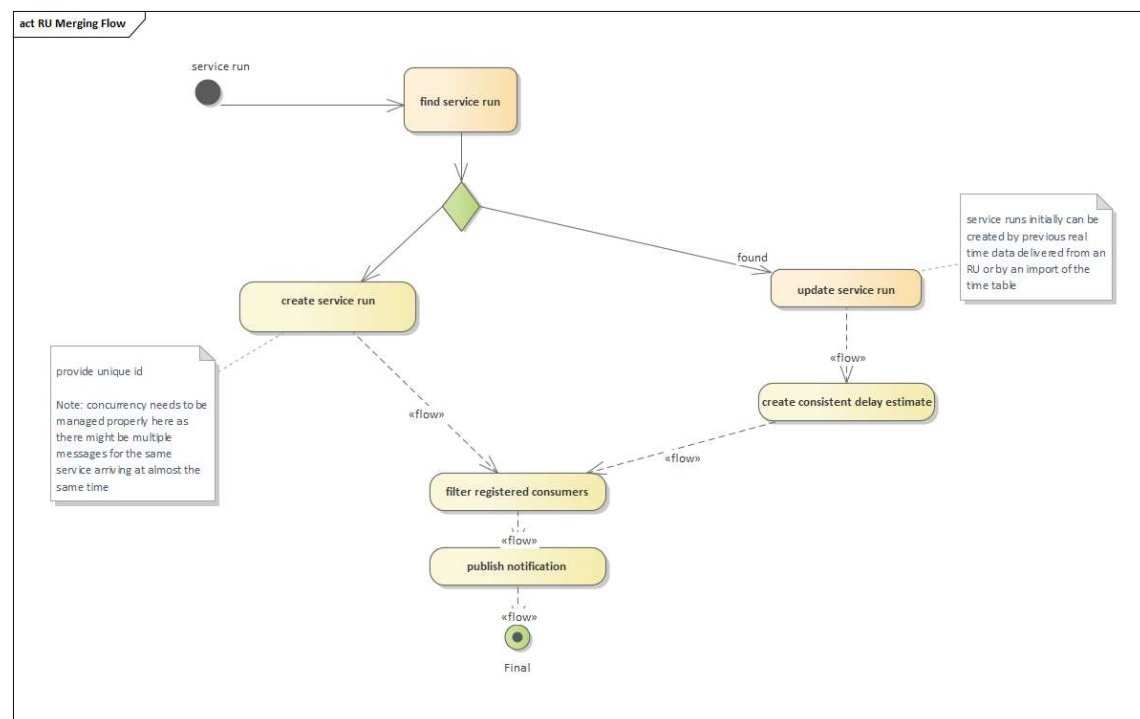 act RU Merging Flow
service run
find service run
service runs initially can be
created by previous real
time data delivered from an
RU or by an import of the
time table
found
update service run
create service run
«flow»
provide unique id
Note: concurrency needs to be
managed properly here as
there might be multiple
messages for the same
service arriving at almost the
same time
create consistent delay estimate
«flow»
«flow»
filter registered consumers
«flow»
publish notification
«flow»
Final